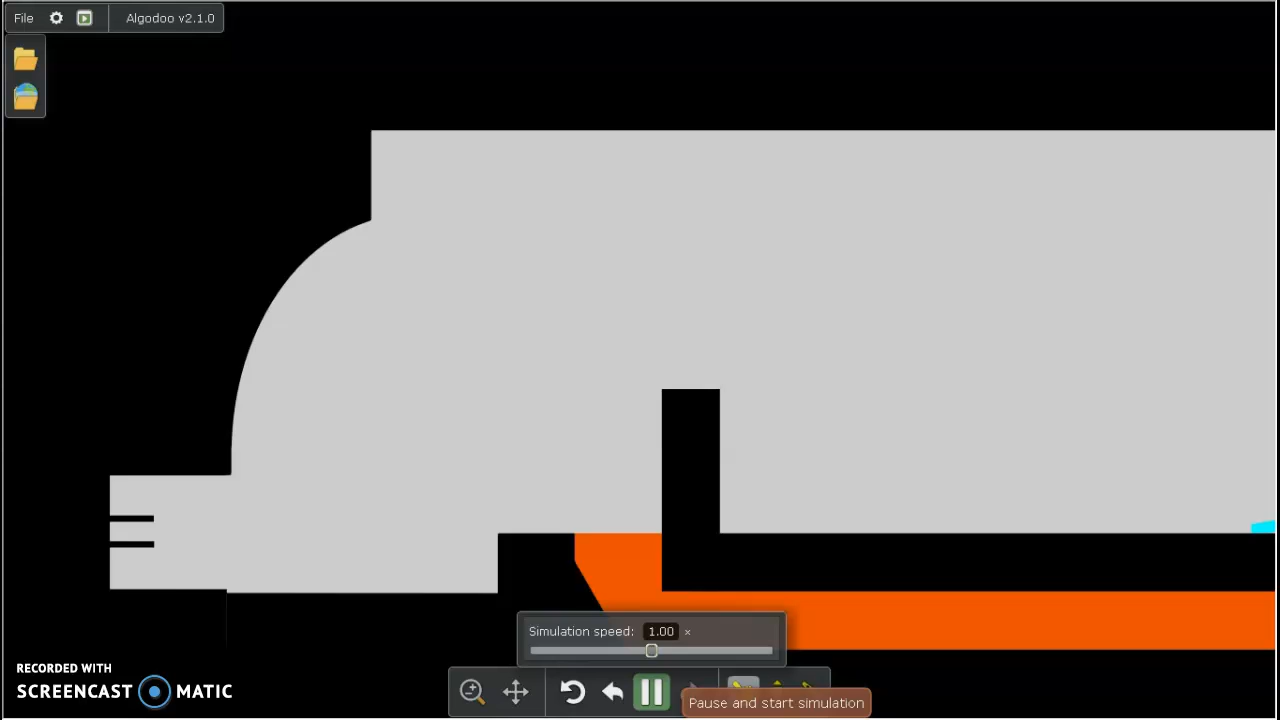 File
Algodoo v2.1.0
Simulation speed: 1.00 ×
Pause and start simulation
RECORDED WITH
SCREENCAST MATIC